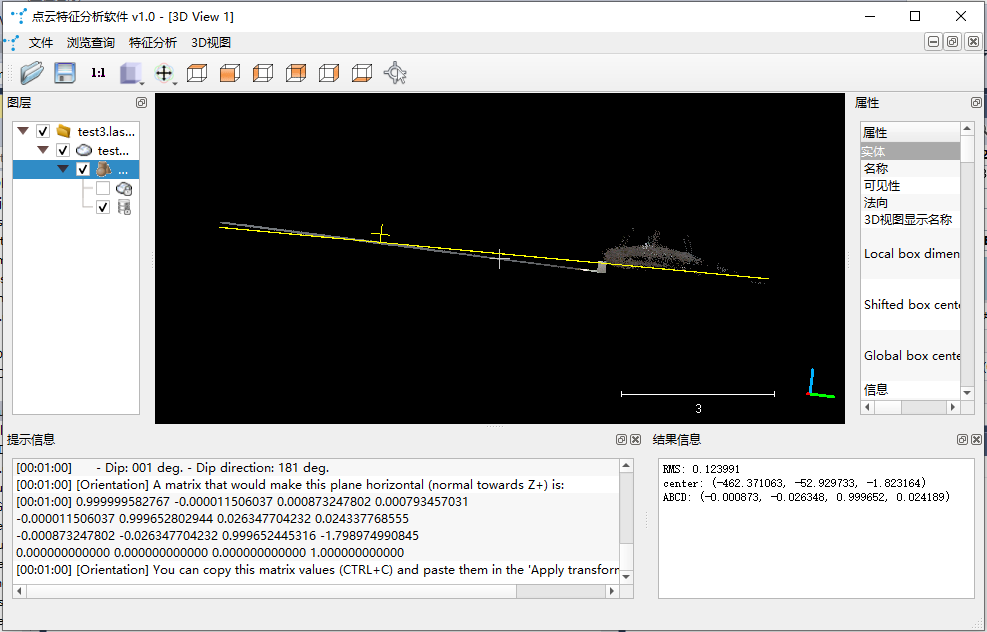 点云特征分析软件 v1.0 - [3D View 1]
文件 浏览查询 特征分析 3D视图
1:1
图层
test3.las...
test...
...
3
属性
属性
实体
名称
可见性
法向
3D视图显示名称
Local box dimen
Shifted box cente
Global box cente
信息
提示信息
[00:01:00] - Dip: 001 deg. - Dip direction: 181 deg.
[00:01:00] [Orientation] A matrix that would make this plane horizontal (normal towards Z+) is:
[00:01:00] 0.999999582767 -0.000011506037 0.000873247802 0.000793457031
-0.000011506037 0.999652802944 0.026347704232 0.024337768555
-0.000873247802 -0.026347704232 0.999652445316 -1.798974990845
0.000000000000 0.000000000000 0.000000000000 1.000000000000
[00:01:00] [Orientation] You can copy this matrix values (CTRL+C) and paste them in the 'Apply transform
结果信息
RMS: 0.123991
center: (-462.371063, -52.929733, -1.823164)
ABCD: (-0.000873, -0.026348, 0.999652, 0.024189)